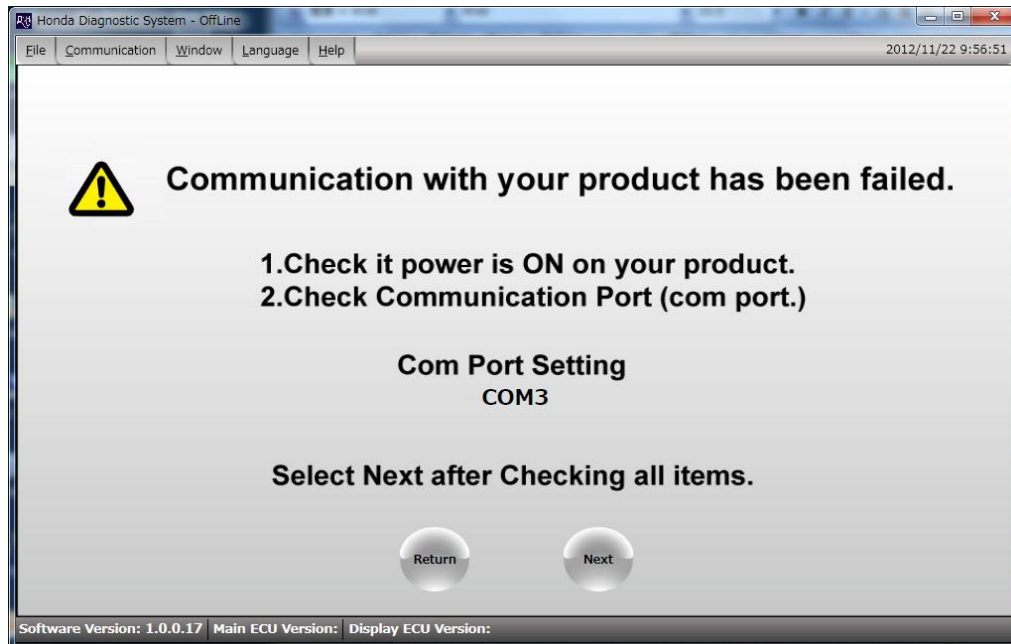 Honda Diagnostic System - OffLine
File Communication Window Language Help 2012/11/22 9:56:51
Communication with your product has been failed.
1.Check it power is ON on your product.
2.Check Communication Port (com port.)
Com Port Setting
COM3
Select Next after Checking all items.
Return Next
Software Version: 1.0.0.17 Main ECU Version: Display ECU Version: